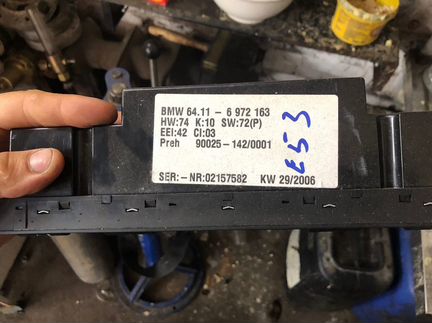 BMW 64.11 - 6 972 163
HW:74 K:10 SW:72(P)
EEI:42 CI:03
Preh 90025-142/0001
E53
SER:-NR:02157582 KW 29/2006